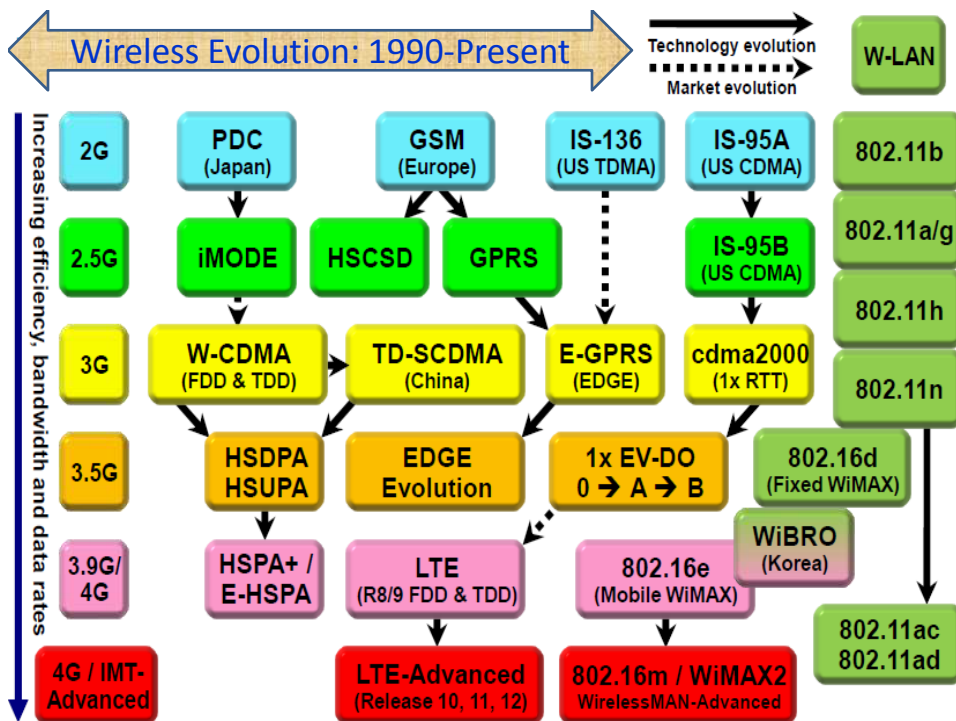 Wireless Evolution: 1990-Present
Technology evolution
Market evolution
W-LAN
Increasing efficiency, bandwidth and data rates
2G
PDC
(Japan)
GSM
(Europe)
IS-136
(US TDMA)
IS-95A
(US CDMA)
802.11b
2.5G
iMODE
HSCSD
GPRS
IS-95B
(US CDMA)
802.11a/g
802.11h
3G
W-CDMA
(FDD & TDD)
TD-SCDMA
(China)
E-GPRS
(EDGE)
cdma2000
(1x RTT)
802.11n
3.5G
HSDPA
HSUPA
EDGE
Evolution
1x EV-DO
0 → A → B
802.16d
(Fixed WiMAX)
3.9G/
4G
HSPA+ /
E-HSPA
LTE
(R8/9 FDD & TDD)
802.16e
(Mobile WiMAX)
WiBRO
(Korea)
802.11ac
802.11ad
4G / IMT-
Advanced
LTE-Advanced
(Release 10, 11, 12)
802.16m / WiMAX2
WirelessMAN-Advanced